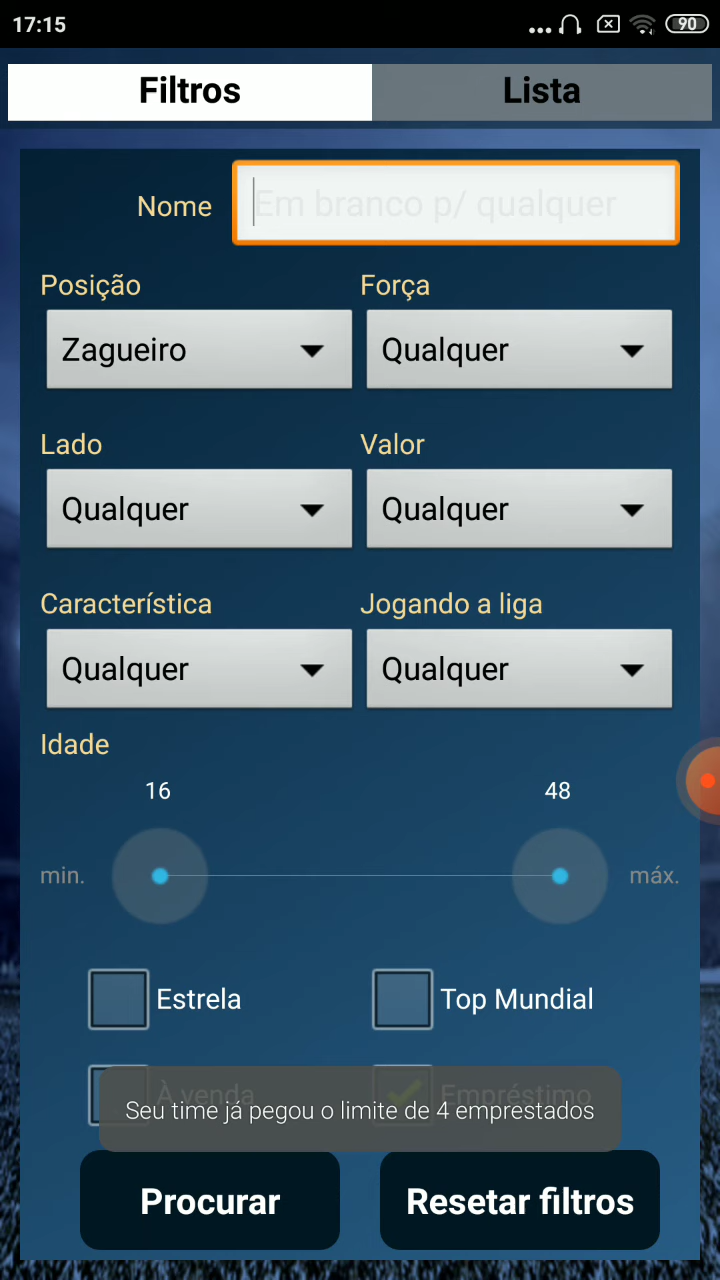 17:15
90
Filtros Lista
Nome Em branco p/ qualquer
Posição Força
Zagueiro Qualquer
Lado Valor
Qualquer Qualquer
Característica Jogando a liga
Qualquer Qualquer
Idade
16 48
min. máx.
Estrela Top Mundial
À venda Empréstimo
Seu time já pegou o limite de 4 emprestados
Procurar Resetar filtros